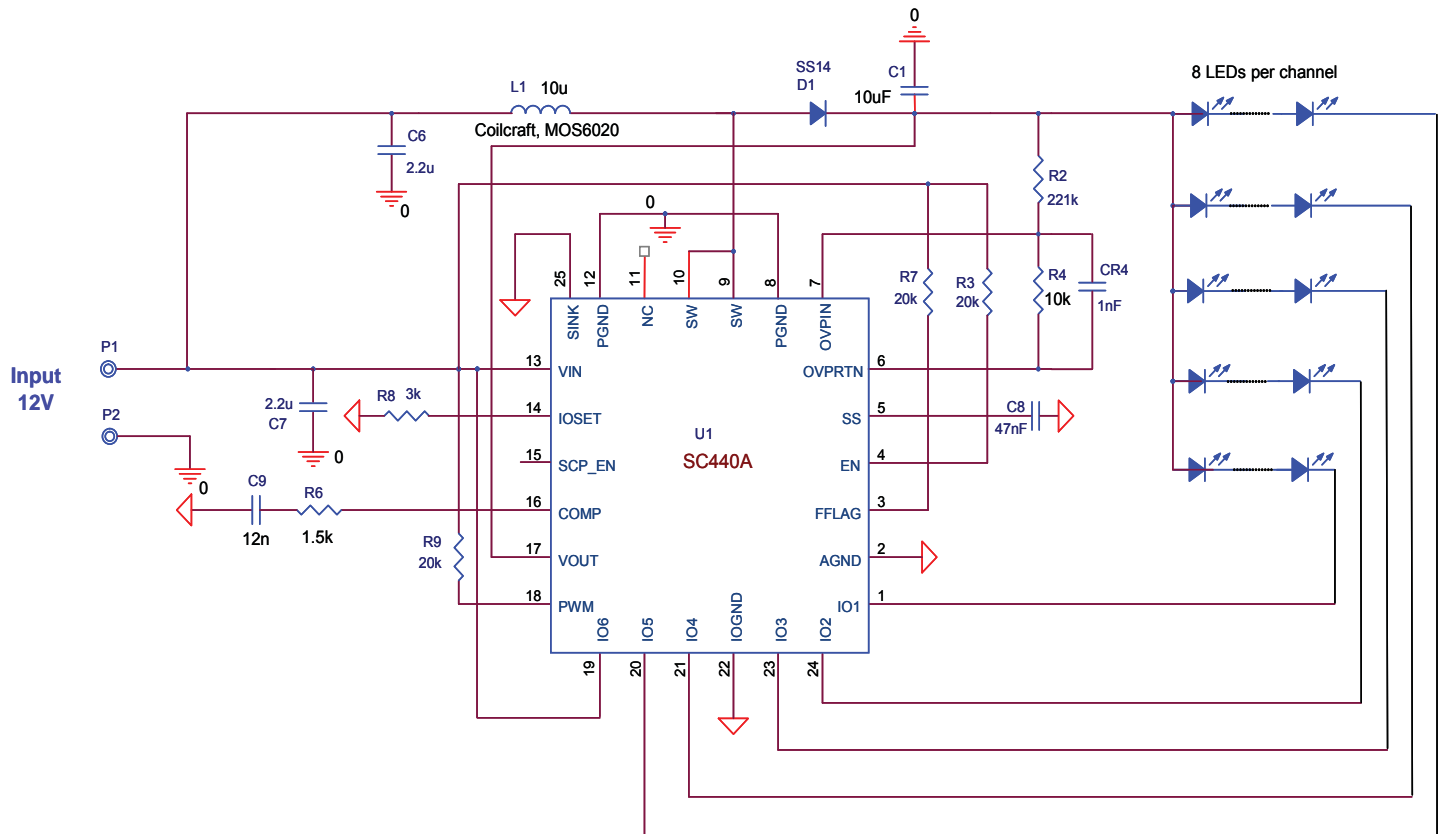 0
SS14
D1
C1
10uF
8 LEDs per channel
L1 10u
Coilcraft, MOS6020
C6
2.2u
0
R2
221k
0
25
12
11
10
9
8
7
SINK
PGND
NC
SW
SW
PGND
OVPIN
R7
20k
R3
20k
R4
10k
CR4
1nF
P1
Input
12V
P2
0
2.2u
C7
0
R8 3k
C9
12n
R6
1.5k
R9
20k
13 VIN
14 IOSET
15 SCP_EN
16 COMP
17 VOUT
18 PWM
U1
SC440A
OVPRTN 6
SS 5
EN 4
FFLAG 3
AGND 2
IO1 1
C8
47nF
IO6
IO5
IO4
IOGND
IO3
IO2
19
20
21
22
23
24